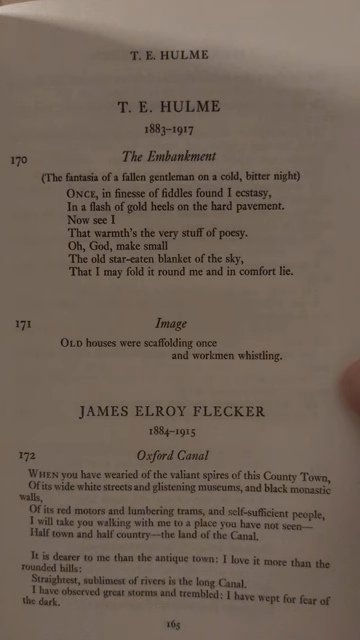 T. E. HULME
T. E. HULME
1883–1917
170
The Embankment
(The fantasia of a fallen gentleman on a cold, bitter night)
ONCE, in finesse of fiddles found I ecstasy,
In a flash of gold heels on the hard pavement.
Now see I
That warmth's the very stuff of poesy.
Oh, God, make small
The old star-eaten blanket of the sky,
That I may fold it round me and in comfort lie.
171
Image
OLD houses were scaffolding once
and workmen whistling.
JAMES ELROY FLECKER
1884–1915
172
Oxford Canal
WHEN you have wearied of the valiant spires of this County Town,
Of its wide white streets and glistening museums, and black monastic
walls,
Of its red motors and lumbering trams, and self-sufficient people,
I will take you walking with me to a place you have not seen—
Half town and half country—the land of the Canal.
It is dearer to me than the antique town: I love it more than the
rounded hills:
Straightest, sublimest of rivers is the long Canal.
I have observed great storms and trembled: I have wept for fear of
the dark.
165